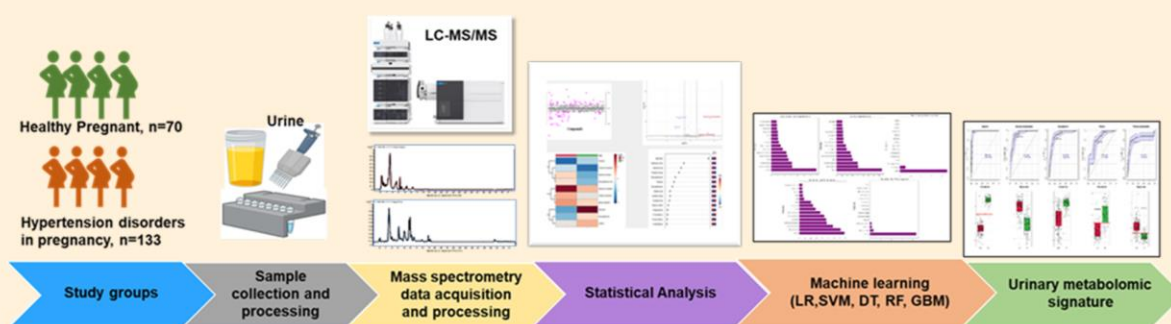 LC-MS/MS
Healthy Pregnant, n=70
Urine
Hypertension disorders
in pregnancy, n=133
Study groups
Sample
collection and
processing
Mass spectrometry
data acquisition
and processing
Statistical Analysis
Machine learning
(LR,SVM, DT, RF, GBM)
Urinary metabolomic
signature